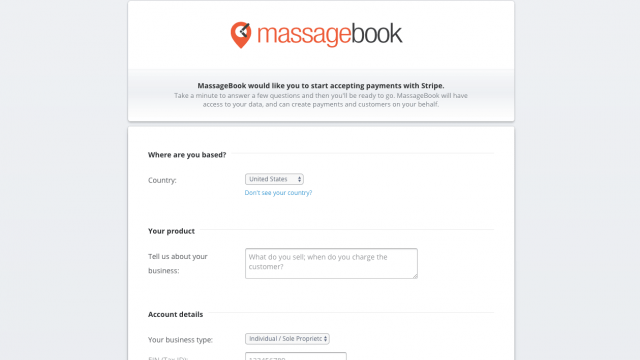 massagebook
MassageBook would like you to start accepting payments with Stripe.
Take a minute to answer a few questions and then you'll be ready to go. MassageBook will have
access to your data, and can create payments and customers on your behalf.
Where are you based?
Country:
United States
Don't see your country?
Your product
Tell us about your
business:
What do you sell; when do you charge the
customer?
Account details
Your business type:
Individual / Sole Propriet
EIN (Tax ID):